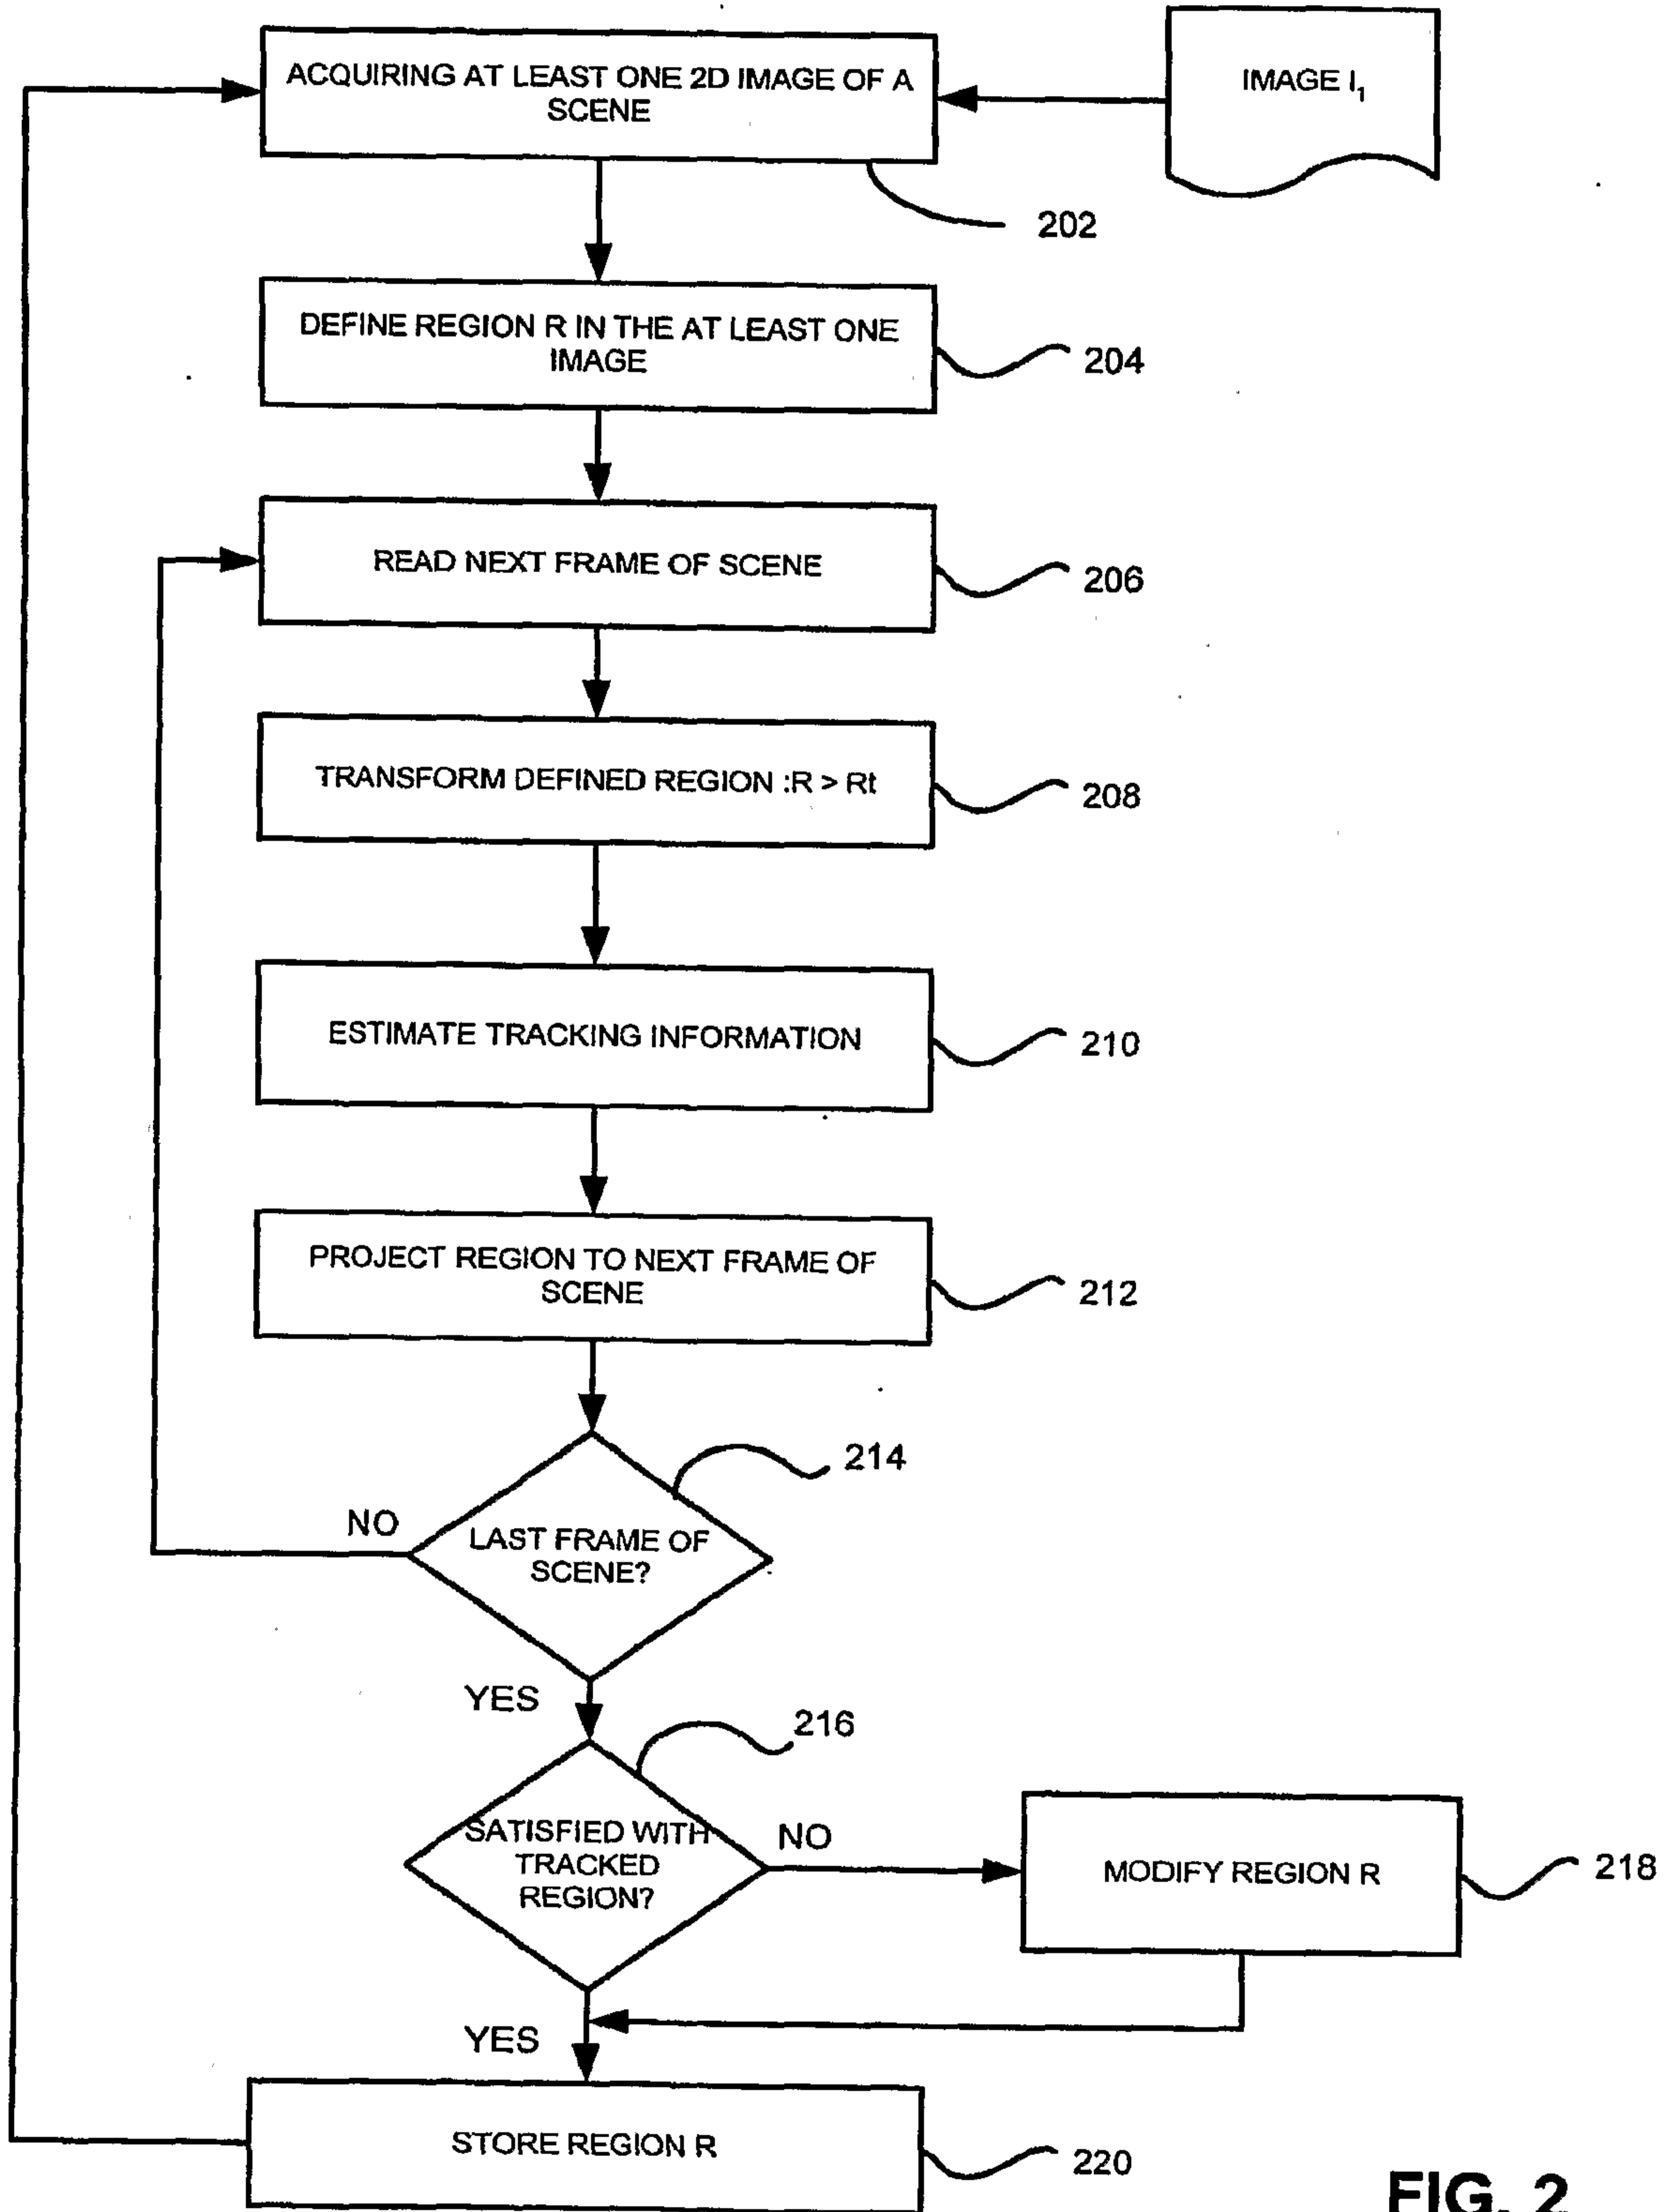 ACQUIRING AT LEAST ONE 2D IMAGE OF A
SCENE
IMAGE I1
202
DEFINE REGION R IN THE AT LEAST ONE
IMAGE
204
READ NEXT FRAME OF SCENE
206
TRANSFORM DEFINED REGION :R > Rt
208
ESTIMATE TRACKING INFORMATION
210
PROJECT REGION TO NEXT FRAME OF
SCENE
212
214
NO
LAST FRAME OF
SCENE?
YES
216
SATISFIED WITH
TRACKED
REGION?
NO
MODIFY REGION R
218
YES
STORE REGION R
220
FIG. 2